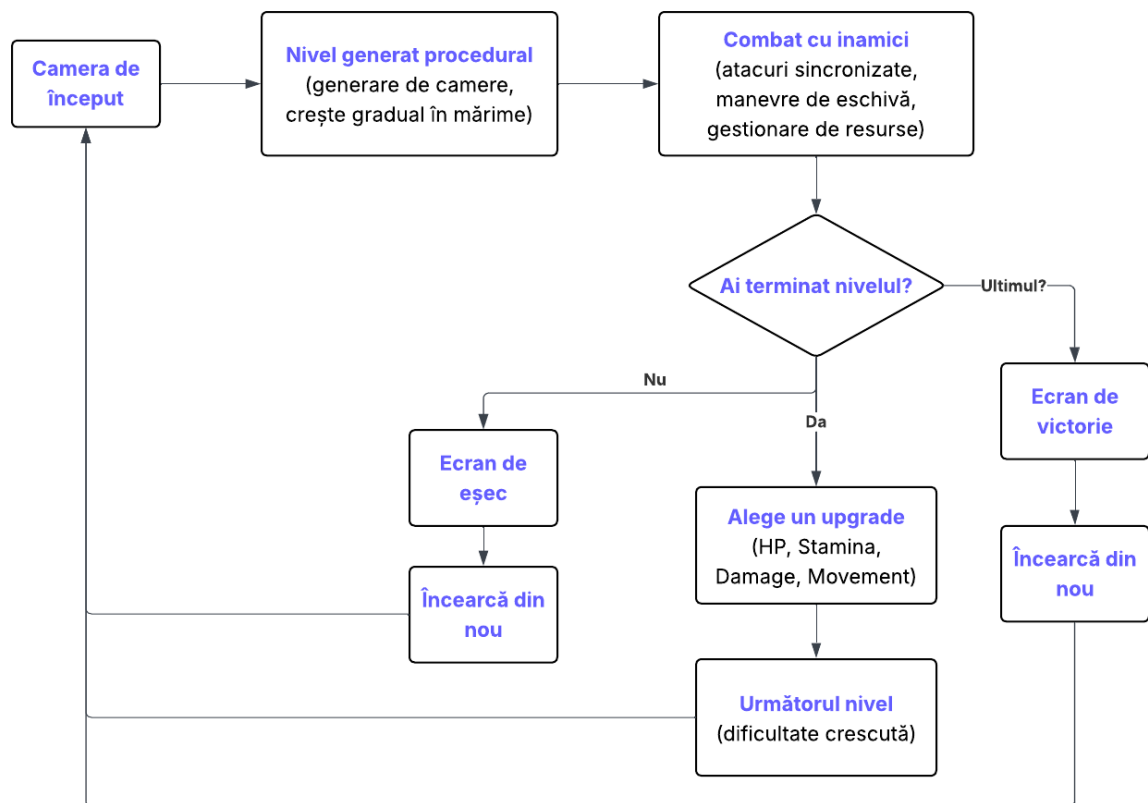 Camera de
început
Nivel generat procedural
(generare de camere,
crește gradual în mărime)
Combat cu inamici
(atacuri sincronizate,
manevre de eschivă,
gestionare de resurse)
Ai terminat nivelul?
Ultimul?
Nu
Da
Ecran de
victorie
Ecran de
eșec
Alege un upgrade
(HP, Stamina,
Damage, Movement)
Încearcă din
nou
Încearcă din
nou
Următorul nivel
(dificultate crescută)